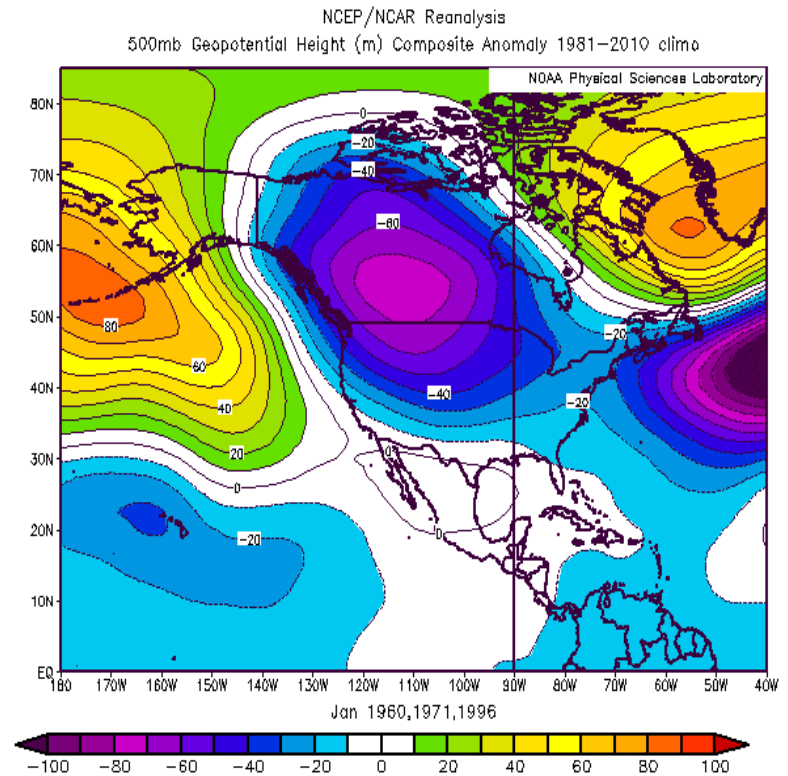 NCEP/NCAR Reanalysis
500mb Geopotential Height (m) Composite Anomaly 1981-2010 climo
NOAA Physical Sciences Laboratory
80N
0
-20
70N
-40
60N
-80
50N
80
-20
60
40N
-40
40
-20
20
30N
0
0
20N
0
-20
10N
EQ
180 170W 160W 150W 140W 130W 120W 110W 100W 90W 80W 70W 60W 50W 40W
Jan 1960,1971,1996
-100 -80 -60 -40 -20 0 20 40 60 80 100